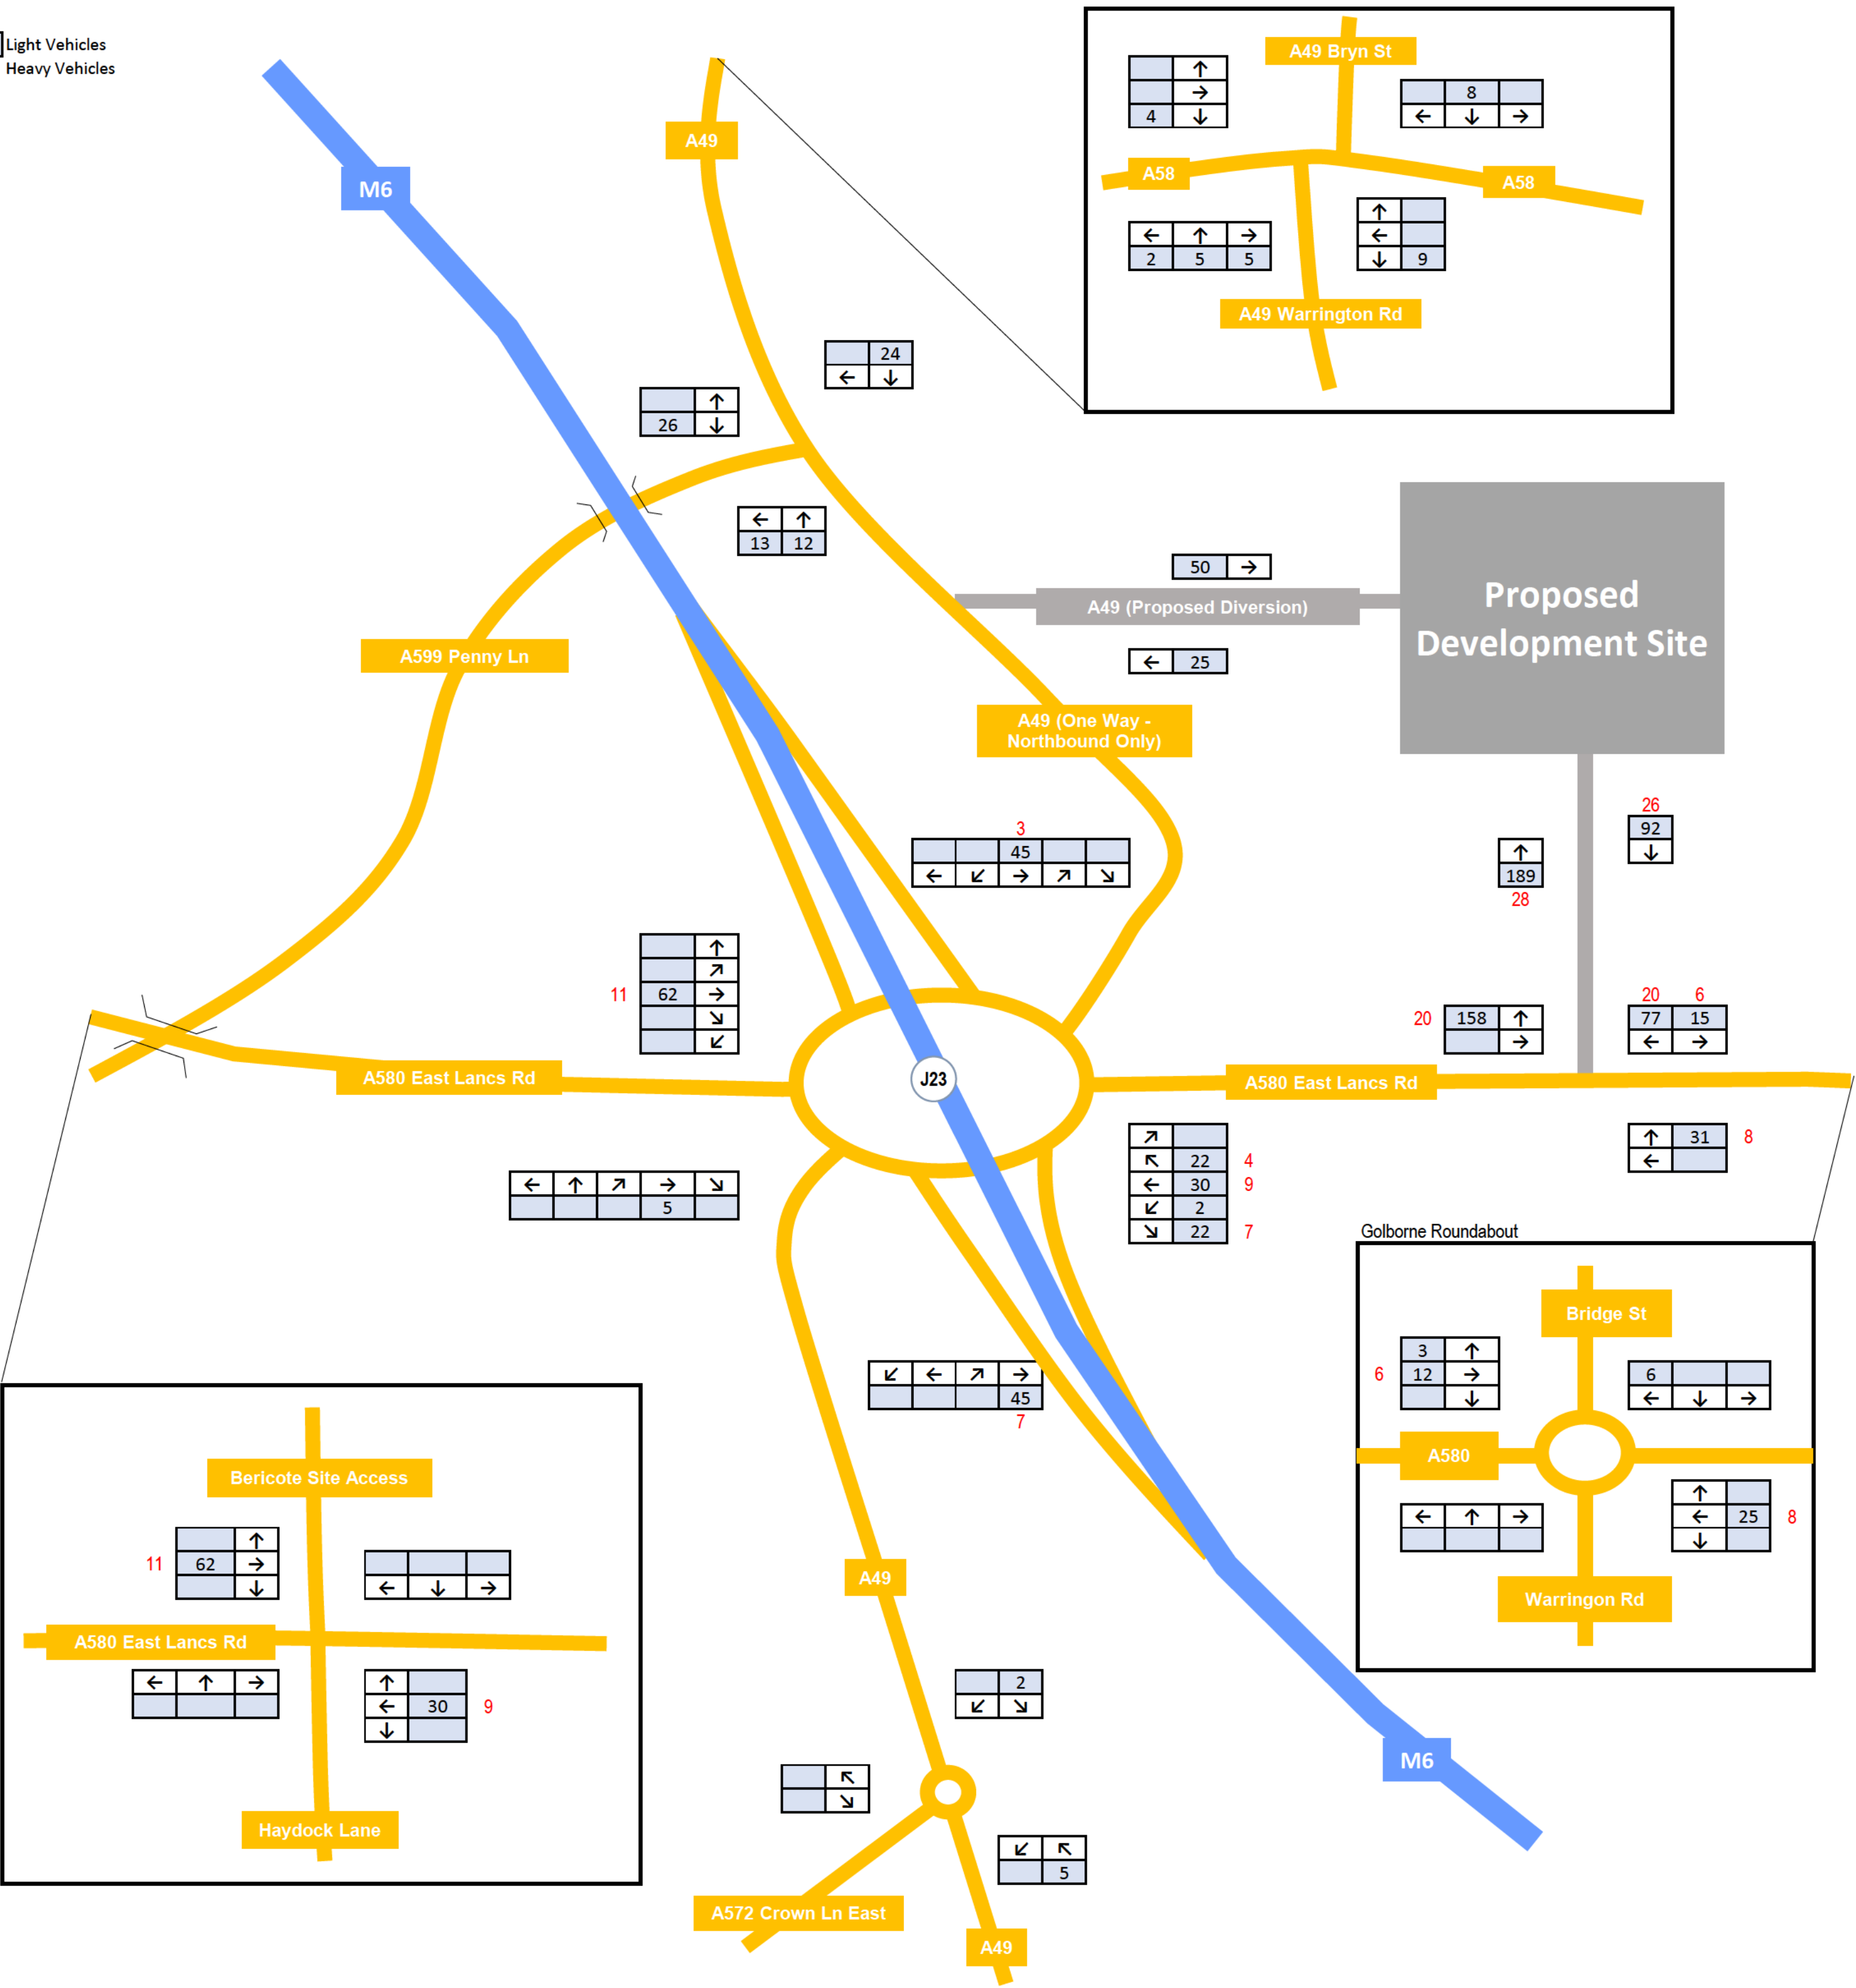 Light Vehicles
Heavy Vehicles
M6
A49
A49 Bryn St
↑
→
4 ↓
8
← ↓ →
A58
A58
← ↑ →
2 5 5
↑
←
↓ 9
A49 Warrington Rd
24
← ↓
↑
26 ↓
← ↑
13 12
50 →
A49 (Proposed Diversion)
← 25
Proposed
Development Site
A599 Penny Ln
A49 (One Way -
Northbound Only)
3
45
← ↙ → ↗ ↘
26
92
↓
↑
189
28
↑
↗
11 62 →
↘
↙
20 158 ↑
→
20 6
77 15
← →
A580 East Lancs Rd
J23
A580 East Lancs Rd
← ↑ ↗ → ↘
5
↗
↖ 22 4
← 30 9
↙ 2
↘ 22 7
↑ 31 8
←
Golborne Roundabout
Bridge St
3 ↑
6 12 →
↓
6
← ↓ →
A580
← ↑ →
↑
← 25 8
↓
Warringon Rd
↙ ← ↗ →
45
7
Bericote Site Access
↑
11 62 →
↓
← ↓ →
A580 East Lancs Rd
← ↑ →
↑
← 30 9
↓
Haydock Lane
A49
2
↙ ↘
M6
↖
↘
↙ ↖
5
A572 Crown Ln East
A49